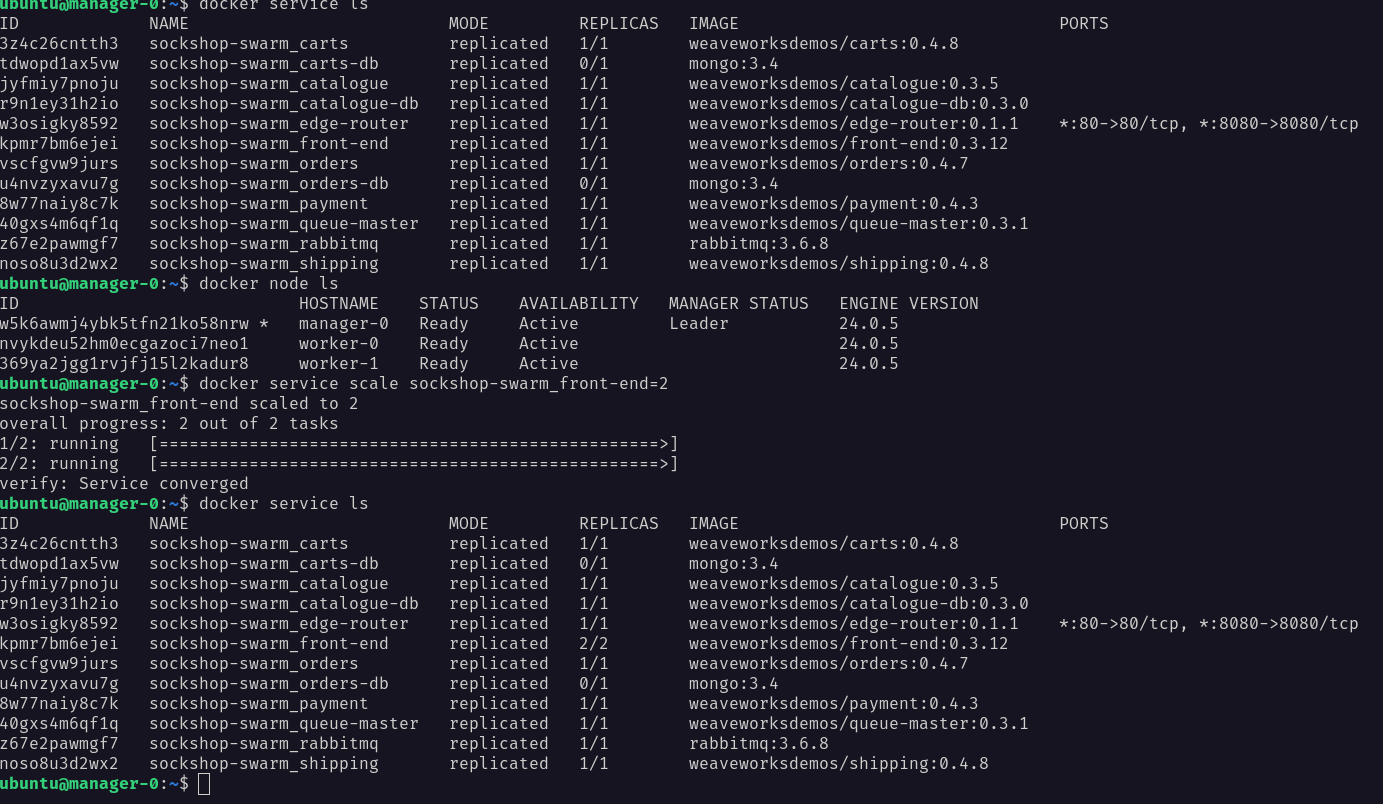 ubuntu@manager-0:~$ docker service ls
ID             NAME                          MODE         REPLICAS   IMAGE                                PORTS
3z4c26cntth3   sockshop-swarm_carts          replicated   1/1        weaveworksdemos/carts:0.4.8
tdwopd1ax5vw   sockshop-swarm_carts-db       replicated   0/1        mongo:3.4
jyfmiy7pnoju   sockshop-swarm_catalogue      replicated   1/1        weaveworksdemos/catalogue:0.3.5
r9n1ey31h2io   sockshop-swarm_catalogue-db   replicated   1/1        weaveworksdemos/catalogue-db:0.3.0
w3osigky8592   sockshop-swarm_edge-router    replicated   1/1        weaveworksdemos/edge-router:0.1.1    *:80->80/tcp, *:8080->8080/tcp
kpmr7bm6ejei   sockshop-swarm_front-end      replicated   1/1        weaveworksdemos/front-end:0.3.12
vscfgvw9jurs   sockshop-swarm_orders         replicated   1/1        weaveworksdemos/orders:0.4.7
u4nvzyxavu7g   sockshop-swarm_orders-db      replicated   0/1        mongo:3.4
8w77naiy8c7k   sockshop-swarm_payment        replicated   1/1        weaveworksdemos/payment:0.4.3
40gxs4m6qf1q   sockshop-swarm_queue-master   replicated   1/1        weaveworksdemos/queue-master:0.3.1
z67e2pawmgf7   sockshop-swarm_rabbitmq       replicated   1/1        rabbitmq:3.6.8
noso8u3d2wx2   sockshop-swarm_shipping       replicated   1/1        weaveworksdemos/shipping:0.4.8
ubuntu@manager-0:~$ docker node ls
ID                            HOSTNAME    STATUS    AVAILABILITY   MANAGER STATUS   ENGINE VERSION
w5k6awmj4ybk5tfn21ko58nrw *   manager-0   Ready     Active         Leader           24.0.5
nvykdeu52hm0ecgazoci7neo1     worker-0    Ready     Active                          24.0.5
369ya2jgg1rvjfj15l2kadur8     worker-1    Ready     Active                          24.0.5
ubuntu@manager-0:~$ docker service scale sockshop-swarm_front-end=2
sockshop-swarm_front-end scaled to 2
overall progress: 2 out of 2 tasks
1/2: running   [==================================================>]
2/2: running   [==================================================>]
verify: Service converged
ubuntu@manager-0:~$ docker service ls
ID             NAME                          MODE         REPLICAS   IMAGE                                PORTS
3z4c26cntth3   sockshop-swarm_carts          replicated   1/1        weaveworksdemos/carts:0.4.8
tdwopd1ax5vw   sockshop-swarm_carts-db       replicated   0/1        mongo:3.4
jyfmiy7pnoju   sockshop-swarm_catalogue      replicated   1/1        weaveworksdemos/catalogue:0.3.5
r9n1ey31h2io   sockshop-swarm_catalogue-db   replicated   1/1        weaveworksdemos/catalogue-db:0.3.0
w3osigky8592   sockshop-swarm_edge-router    replicated   1/1        weaveworksdemos/edge-router:0.1.1    *:80->80/tcp, *:8080->8080/tcp
kpmr7bm6ejei   sockshop-swarm_front-end      replicated   2/2        weaveworksdemos/front-end:0.3.12
vscfgvw9jurs   sockshop-swarm_orders         replicated   1/1        weaveworksdemos/orders:0.4.7
u4nvzyxavu7g   sockshop-swarm_orders-db      replicated   0/1        mongo:3.4
8w77naiy8c7k   sockshop-swarm_payment        replicated   1/1        weaveworksdemos/payment:0.4.3
40gxs4m6qf1q   sockshop-swarm_queue-master   replicated   1/1        weaveworksdemos/queue-master:0.3.1
z67e2pawmgf7   sockshop-swarm_rabbitmq       replicated   1/1        rabbitmq:3.6.8
noso8u3d2wx2   sockshop-swarm_shipping       replicated   1/1        weaveworksdemos/shipping:0.4.8
ubuntu@manager-0:~$